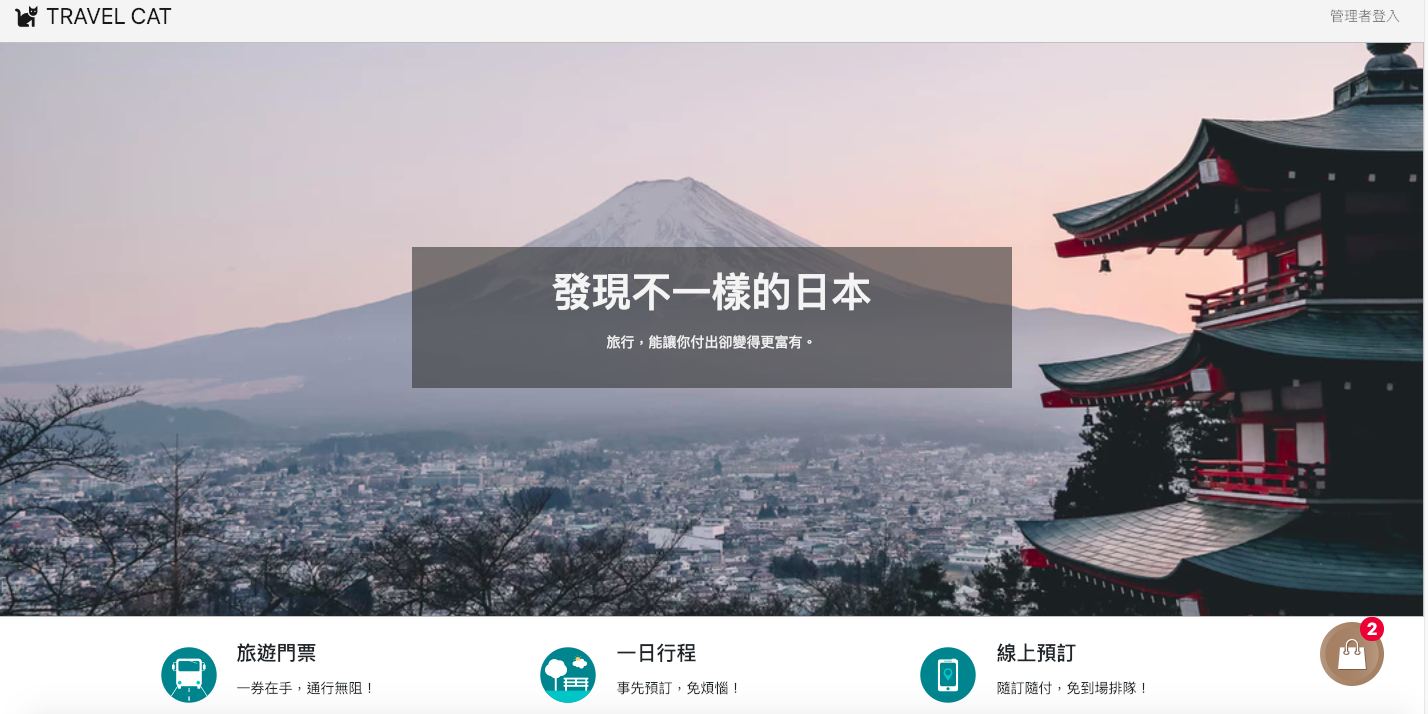 TRAVEL CAT
管理者登入
發現不一樣的日本
旅行，能讓你付出卻變得更富有。
旅遊門票
一券在手，通行無阻！
一日行程
事先預訂，免煩惱！
線上預訂
隨訂隨付，免到場排隊！
2